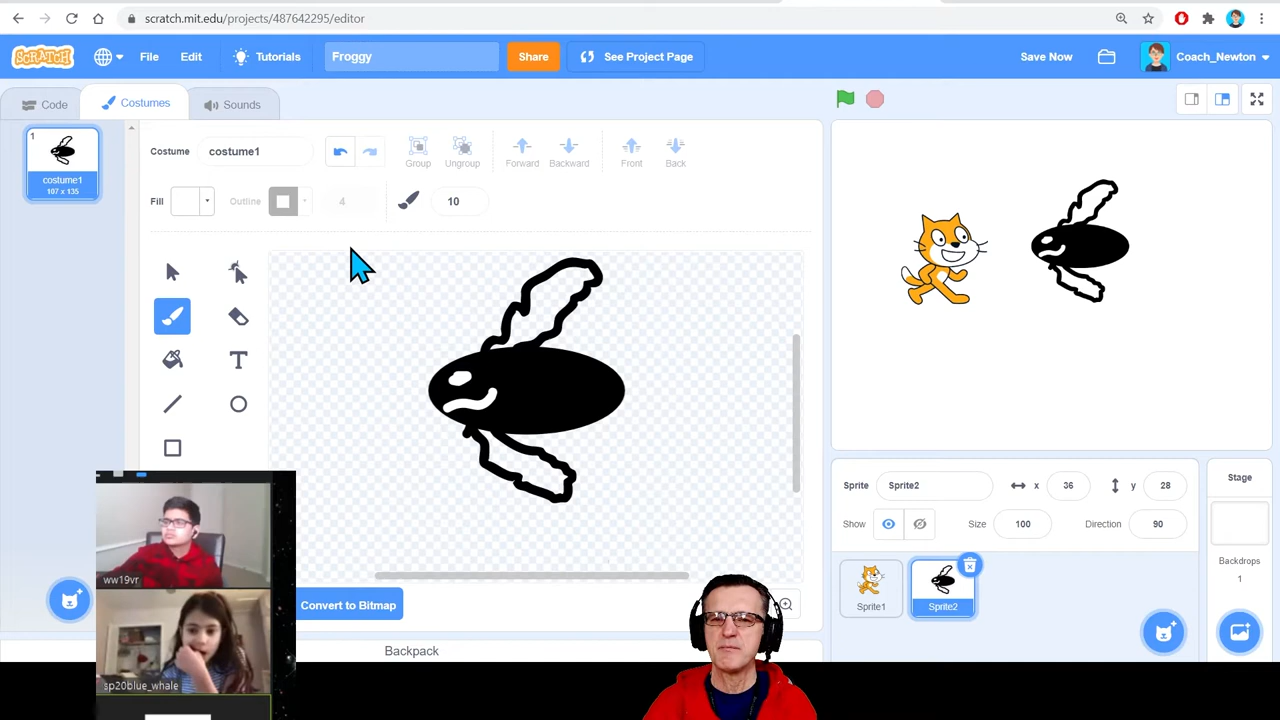 scratch.mit.edu/projects/487642295/editor
SCRATCH
File
Edit
Tutorials
Froggy
Share
See Project Page
Save Now
Coach_Newton
Code
Costumes
Sounds
1
costume1
107 x 135
Costume
costume1
Group
Ungroup
Forward
Backward
Front
Back
Fill
Outline
4
10
Convert to Bitmap
Backpack
Sprite
Sprite2
x
36
y
28
Show
Size
100
Direction
90
Sprite1
Sprite2
Stage
Backdrops
1
ww19vr
sp20blue_whale